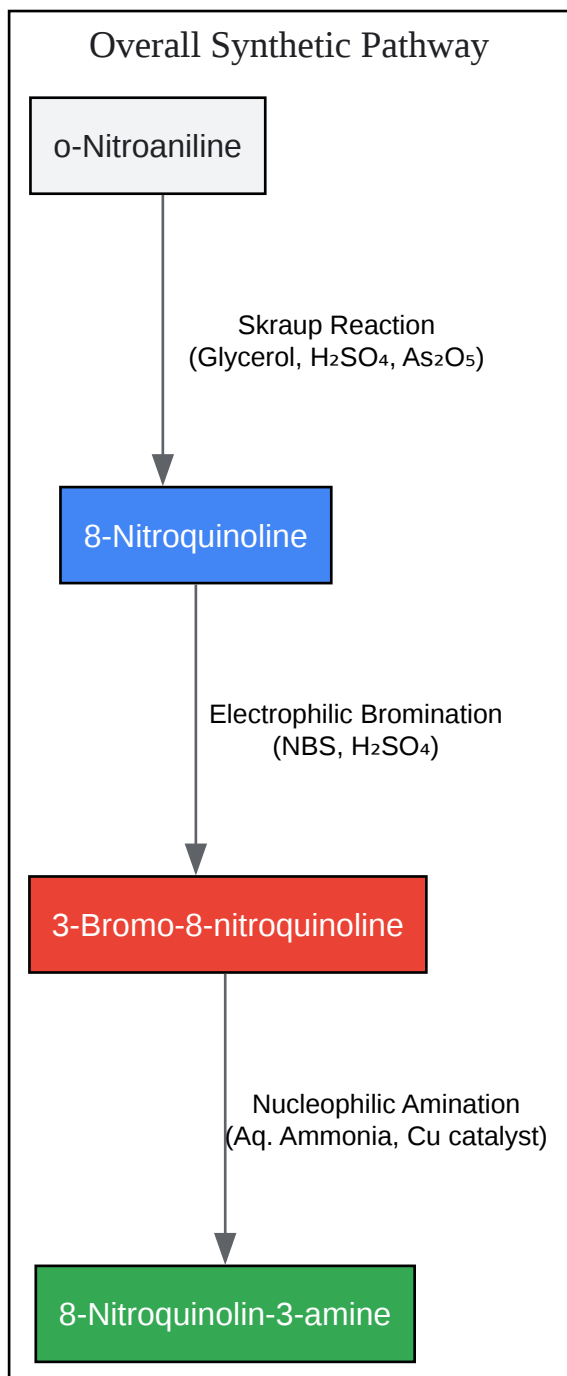 Overall Synthetic Pathway
o-Nitroaniline
Skraup Reaction
(Glycerol, H₂SO₄, As₂O₅)
8-Nitroquinoline
Electrophilic Bromination
(NBS, H₂SO₄)
3-Bromo-8-nitroquinoline
Nucleophilic Amination
(Aq. Ammonia, Cu catalyst)
8-Nitroquinolin-3-amine